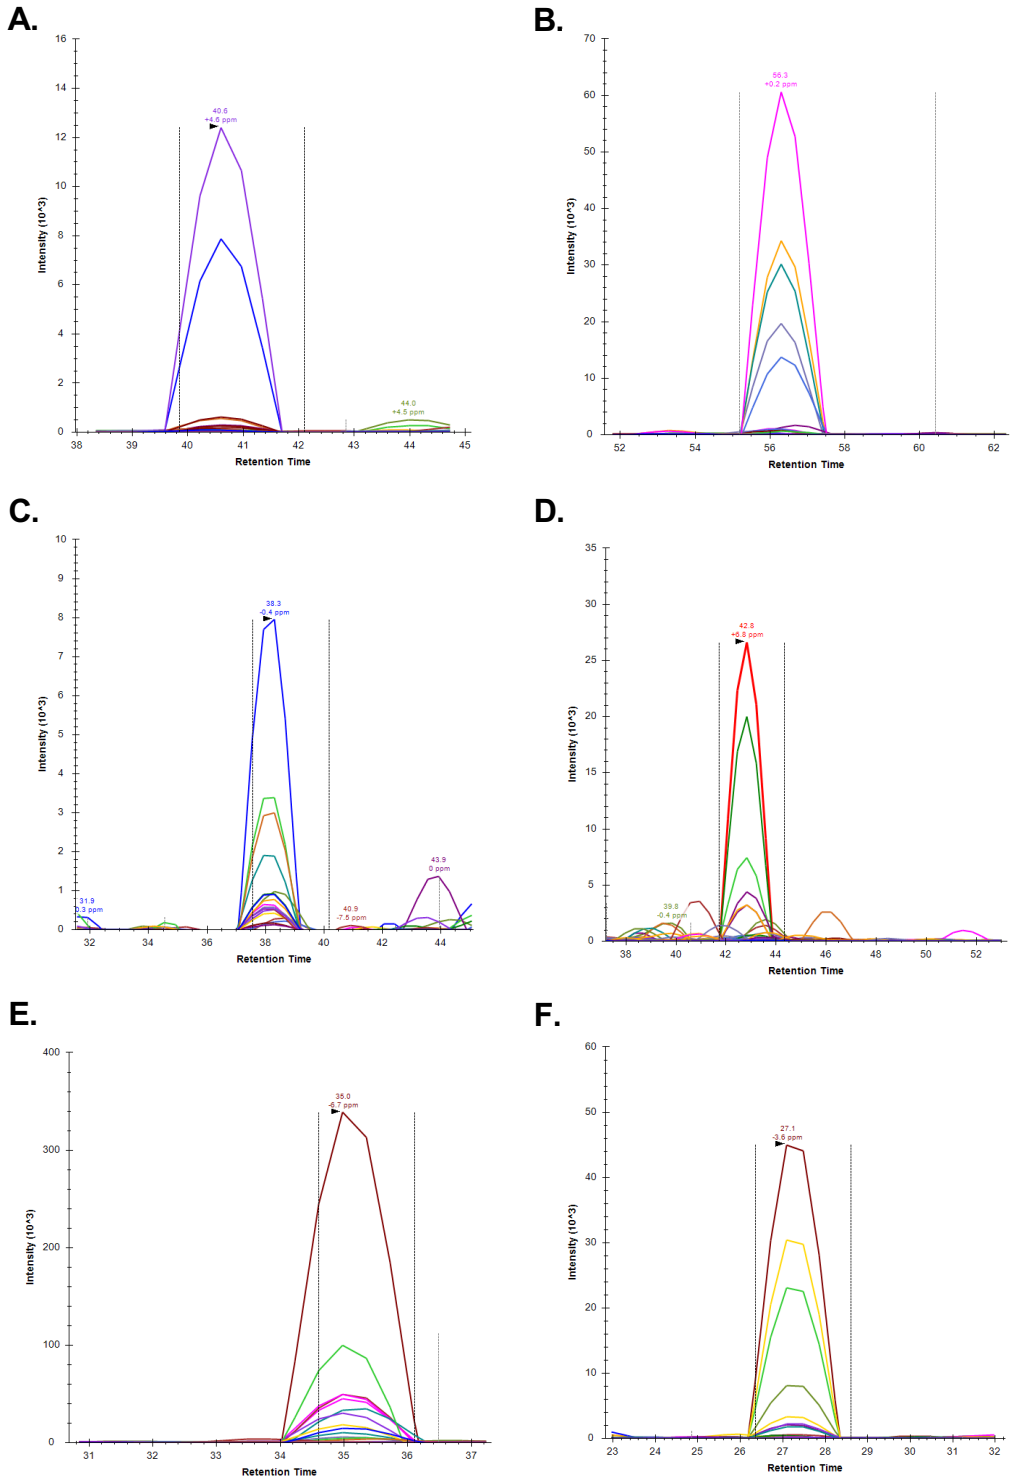 A.
16
14
12
10
8
6
4
2
0
40.6
+4.6 ppm
44.0
+4.5 ppm
38 39 40 41 42 43 44 45
Retention Time
Intensity (10^3)
B.
70
60
50
40
30
20
10
0
+0.2 ppm
52 54 56 58 60 62
Retention Time
Intensity (10^3)
C.
10
9
8
7
6
5
4
3
2
1
0
38.3
-0.4 ppm
31.9
0.3 ppm
40.9
-7.5 ppm
43.9
0 ppm
32 34 36 38 40 42 44
Retention Time
Intensity (10^3)
D.
35
30
25
20
15
10
5
0
42.8
+6.8 ppm
39.8
-0.4 ppm
38 40 42 44 46 48 50 52
Retention Time
Intensity (10^3)
E.
400
300
200
100
0
35.0
-6.7 ppm
31 32 33 34 35 36 37
Retention Time
Intensity (10^3)
F.
60
50
40
30
20
10
0
27.1
-3.6 ppm
23 24 25 26 27 28 29 30 31 32
Retention Time
Intensity (10^3)